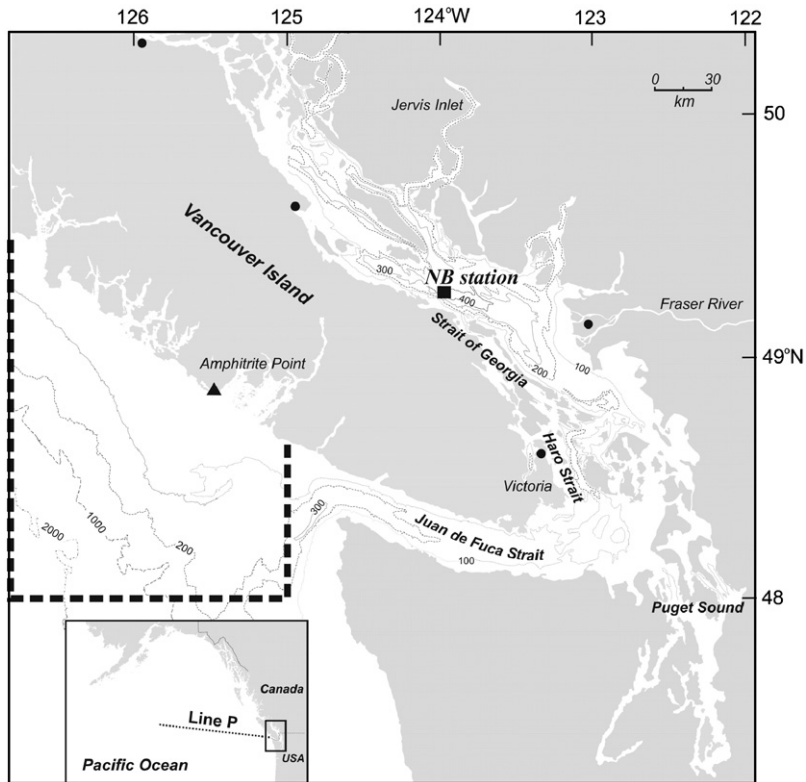 126
125
124°W
123
122
0
30
km
50
Jervis Inlet
Vancouver Island
300
NB station
400
Fraser River
Strait of Georgia
49°N
Amphitrite Point
200
100
Haro Strait
Victoria
300
Juan de Fuca Strait
2000
1000
200
100
48
Puget Sound
Canada
Line P
USA
Pacific Ocean